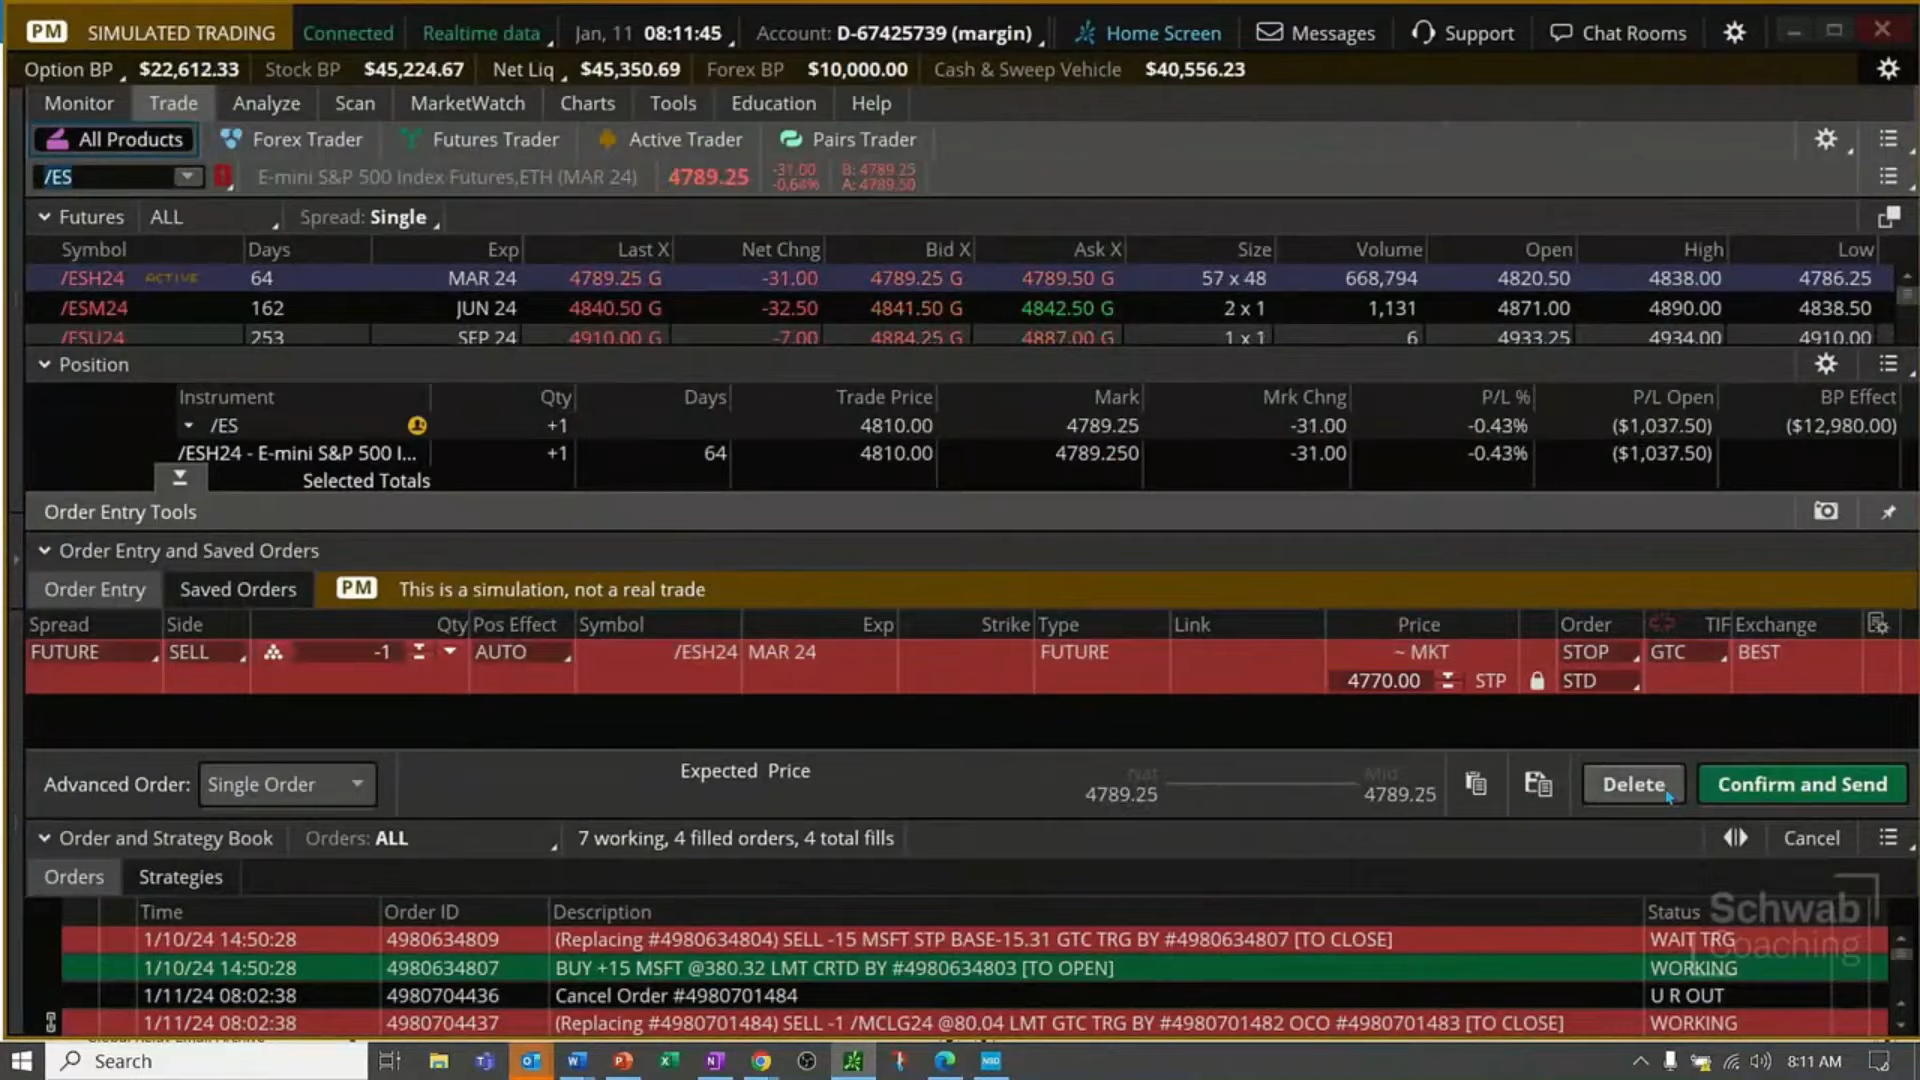 PM SIMULATED TRADING Connected Realtime data Jan, 11 08:11:45 Account: D-67425739 (margin) Home Screen Messages Support Chat Rooms
Option BP $22,612.33 Stock BP $45,224.67 Net Liq $45,350.69 Forex BP $10,000.00 Cash & Sweep Vehicle $40,556.23
Monitor Trade Analyze Scan MarketWatch Charts Tools Education Help
All Products Forex Trader Futures Trader Active Trader Pairs Trader
/ES E-mini S&P 500 Index Futures,ETH (MAR 24) 4789.25 -31.00 B: 4789.25
-0.64% A: 4789.50
Futures ALL Spread: Single
Symbol Days Exp Last X Net Chng Bid X Ask X Size Volume Open High Low
/ESH24 ACTIVE 64 MAR 24 4789.25 G -31.00 4789.25 G 4789.50 G 57 x 48 668,794 4820.50 4838.00 4786.25
/ESM24 162 JUN 24 4840.50 G -32.50 4841.50 G 4842.50 G 2 x 1 1,131 4871.00 4890.00 4838.50
/ESU24 253 SEP 24 4910.00 G -7.00 4884.25 G 4887.00 G 1 x 1 6 4933.25 4934.00 4910.00
Position
Instrument Qty Days Trade Price Mark Mrk Chng P/L % P/L Open BP Effect
/ES +1 4810.00 4789.25 -31.00 -0.43% ($1,037.50) ($12,980.00)
/ESH24 - E-mini S&P 500 I... +1 64 4810.00 4789.250 -31.00 -0.43% ($1,037.50)
Selected Totals
Order Entry Tools
Order Entry and Saved Orders
Order Entry Saved Orders PM This is a simulation, not a real trade
Spread Side Qty Pos Effect Symbol Exp Strike Type Link Price Order TIF Exchange
FUTURE SELL -1 AUTO /ESH24 MAR 24 FUTURE ~ MKT STOP GTC BEST
4770.00 STP STD
Advanced Order: Single Order Expected Price Nat 4789.25 Mid 4789.25 Delete Confirm and Send
Order and Strategy Book Orders: ALL 7 working, 4 filled orders, 4 total fills Cancel
Orders Strategies
Time Order ID Description Status
1/10/24 14:50:28 4980634809 (Replacing #4980634804) SELL -15 MSFT STP BASE-15.31 GTC TRG BY #4980634807 [TO CLOSE] WAIT TRG
1/10/24 14:50:28 4980634807 BUY +15 MSFT @380.32 LMT CRTD BY #4980634803 [TO OPEN] WORKING
1/11/24 08:02:38 4980704436 Cancel Order #4980701484 U R OUT
1/11/24 08:02:38 4980704437 (Replacing #4980701484) SELL -1 /MCLG24 @80.04 LMT GTC TRG BY #4980701482 OCO #4980701483 [TO CLOSE] WORKING
Schwab
Coaching
Search 8:11 AM